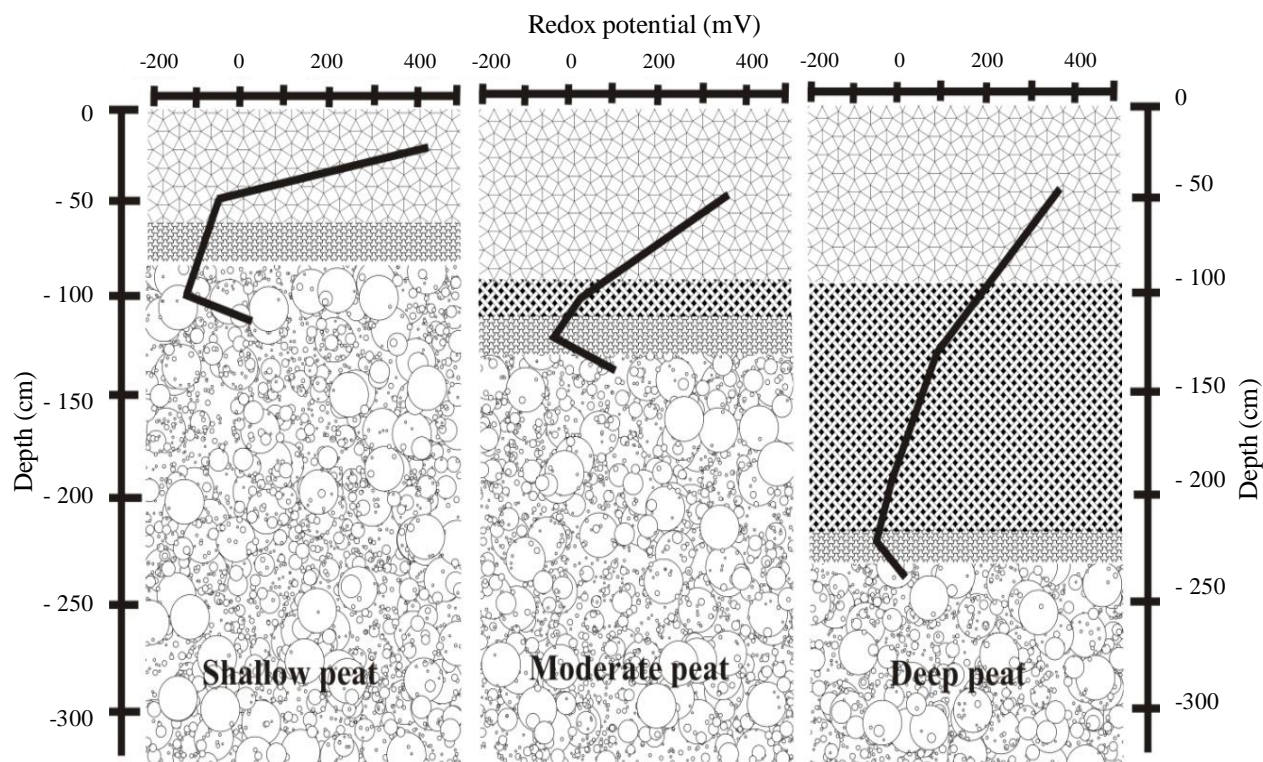 Redox potential (mV)
-200 0 200 400 -200 0 200 400 -200 0 200 400
0 0
- 50 - 50
- 100 - 100
- 150 - 150
- 200 - 200
- 250 - 250
-300 -300
Depth (cm) Depth (cm)
Shallow peat Moderate peat Deep peat